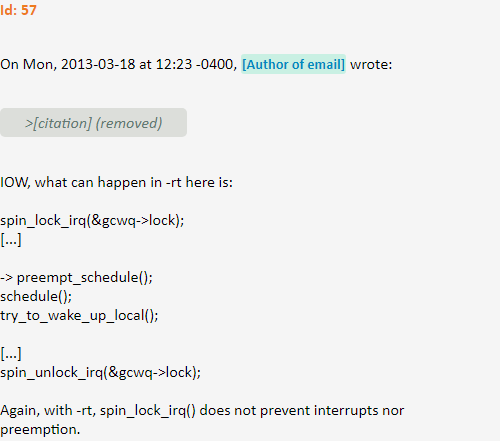 Id: 57
On Mon, 2013-03-18 at 12:23 -0400, [Author of email] wrote:
>[citation] (removed)
IOW, what can happen in -rt here is:
spin_lock_irq(&gcwq->lock);
[...]
-> preempt_schedule();
schedule();
try_to_wake_up_local();
[...]
spin_unlock_irq(&gcwq->lock);
Again, with -rt, spin_lock_irq() does not prevent interrupts nor
preemption.